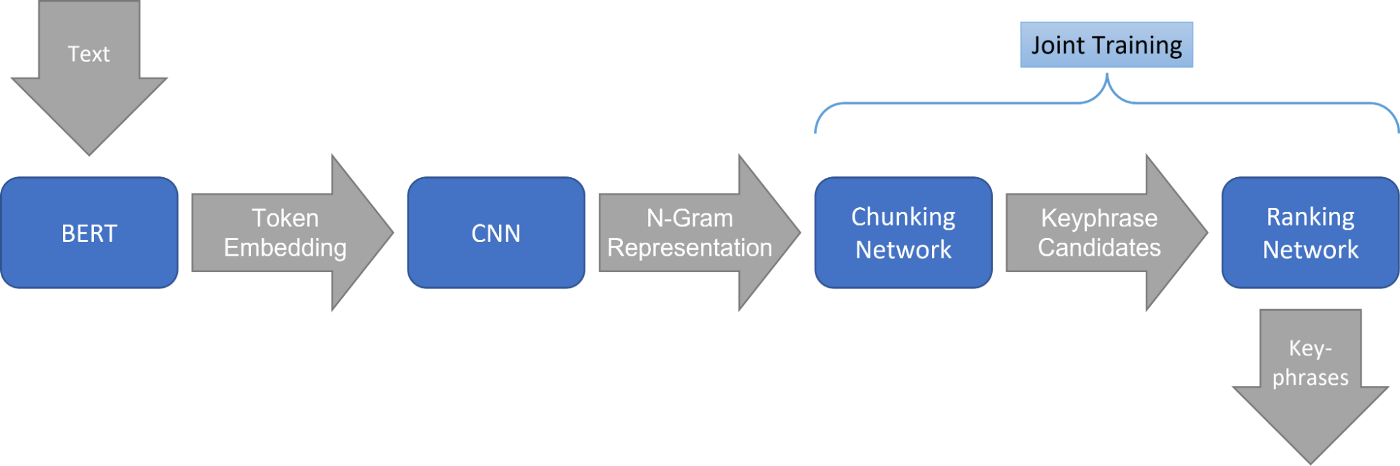 Text
Joint Training
BERT
Token
Embedding
CNN
N-Gram
Representation
Chunking
Network
Keyphrase
Candidates
Ranking
Network
Key-
phrases